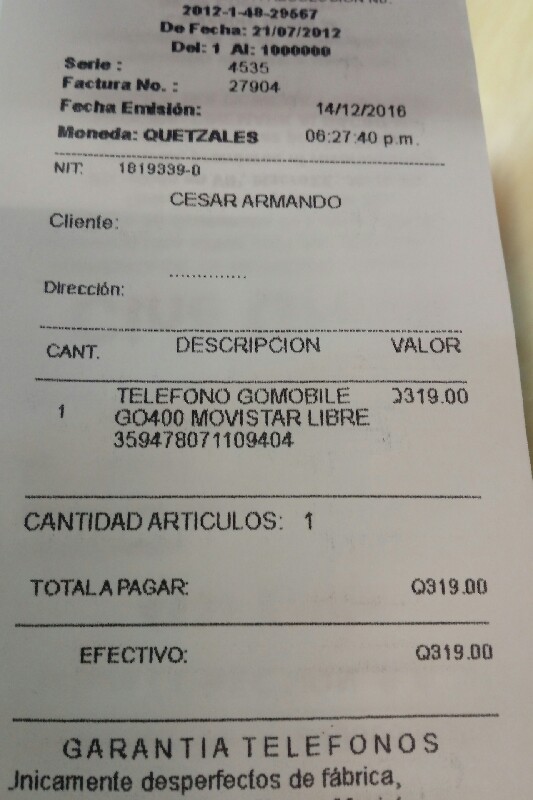 2012-1-48-29567
De Fecha: 21/07/2012
Del: 1 Al: 1000000
Serie : 4535
Factura No. : 27904
Fecha Emisión: 14/12/2016
Moneda: QUETZALES 06:27:40 p.m.
NIT: 1819339-0
CESAR ARMANDO
Cliente:
..............
Dirección:
CANT. DESCRIPCION VALOR
1 TELEFONO GOMOBILE Q319.00
GO400 MOVISTAR LIBRE
359478071109404
CANTIDAD ARTICULOS: 1
TOTAL A PAGAR: Q319.00
EFECTIVO: Q319.00
GARANTIA TELEFONOS
Unicamente desperfectos de fábrica,